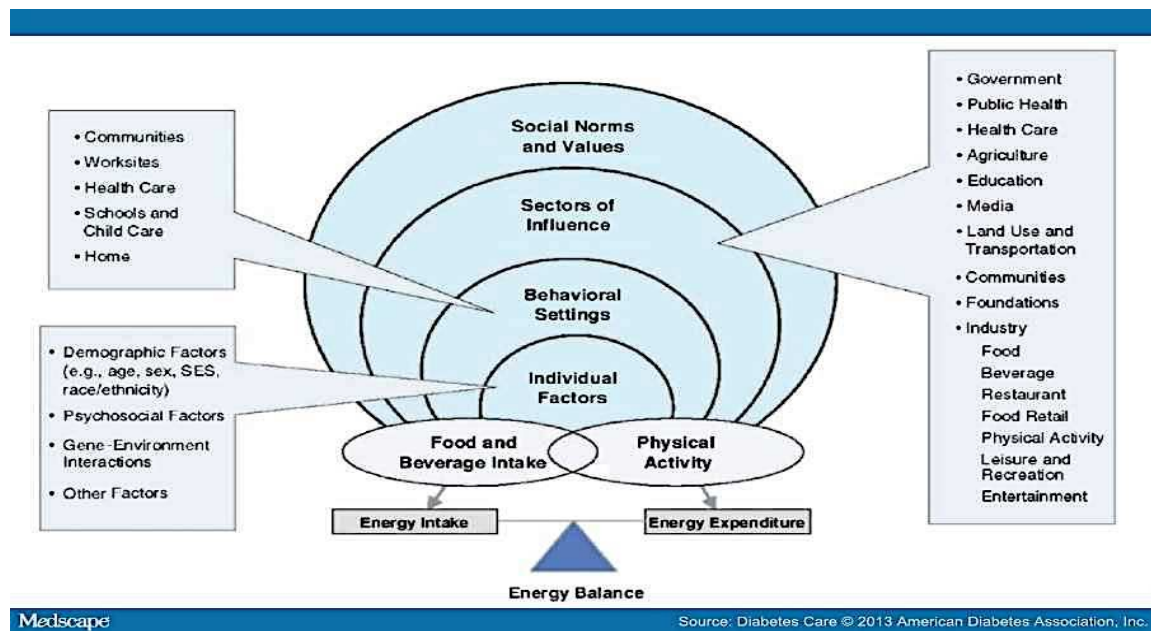 • Communities
• Worksites
• Health Care
• Schools and
Child Care
• Home
• Demographic Factors
(e.g., age, sex, SES,
race/ethnicity)
• Psychosocial Factors
• Gene-Environment
Interactions
• Other Factors
Social Norms
and Values
Sectors of
Influence
Behavioral
Settings
Individual
Factors
Food and
Beverage Intake
Physical
Activity
Energy Intake
Energy Expenditure
Energy Balance
• Government
• Public Health
• Health Care
• Agriculture
• Education
• Media
• Land Use and
Transportation
• Communities
• Foundations
• Industry
Food
Beverage
Restaurant
Food Retail
Physical Activity
Leisure and
Recreation
Entertainment
Medscape
Source: Diabetes Care © 2013 American Diabetes Association, Inc.